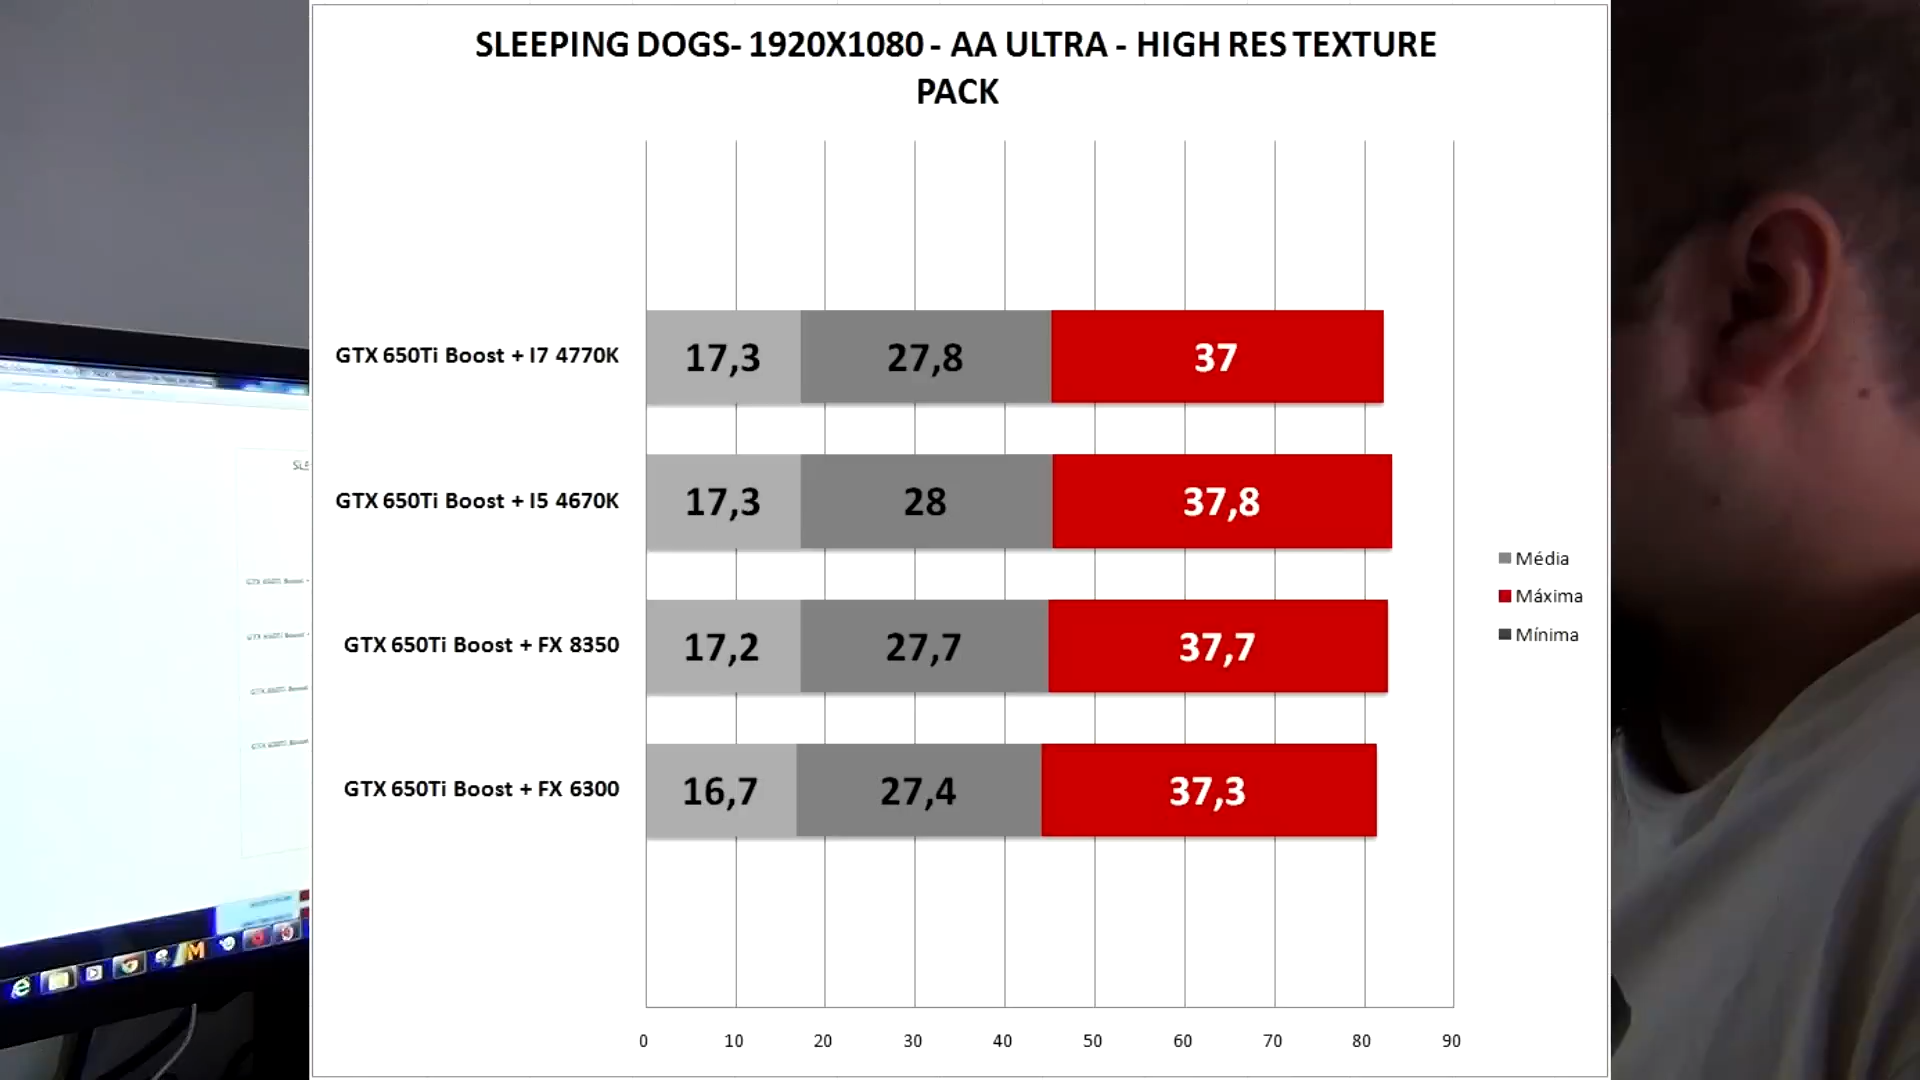 SLEEPING DOGS- 1920X1080 - AA ULTRA - HIGH RES TEXTURE
PACK
GTX 650Ti Boost + I7 4770K
17,3
27,8
37
GTX 650Ti Boost + I5 4670K
17,3
28
37,8
GTX 650Ti Boost + FX 8350
17,2
27,7
37,7
GTX 650Ti Boost + FX 6300
16,7
27,4
37,3
Média
Máxima
Mínima
0 10 20 30 40 50 60 70 80 90